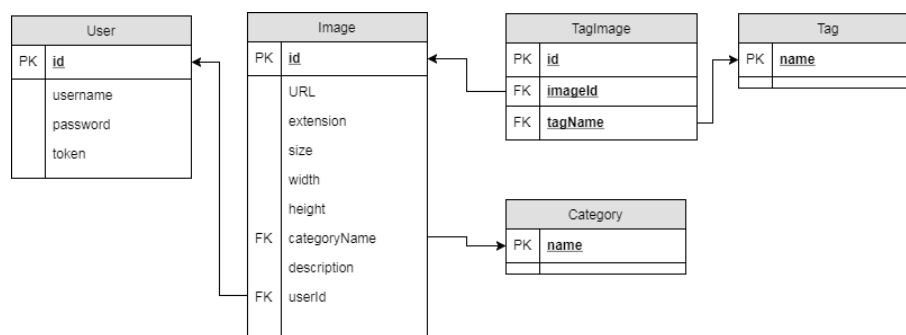 User
PK id
username
password
token
Image
PK id
URL
extension
size
width
height
FK categoryName
description
FK userId
TagImage
PK id
FK imageId
FK tagName
Tag
PK name
Category
PK name